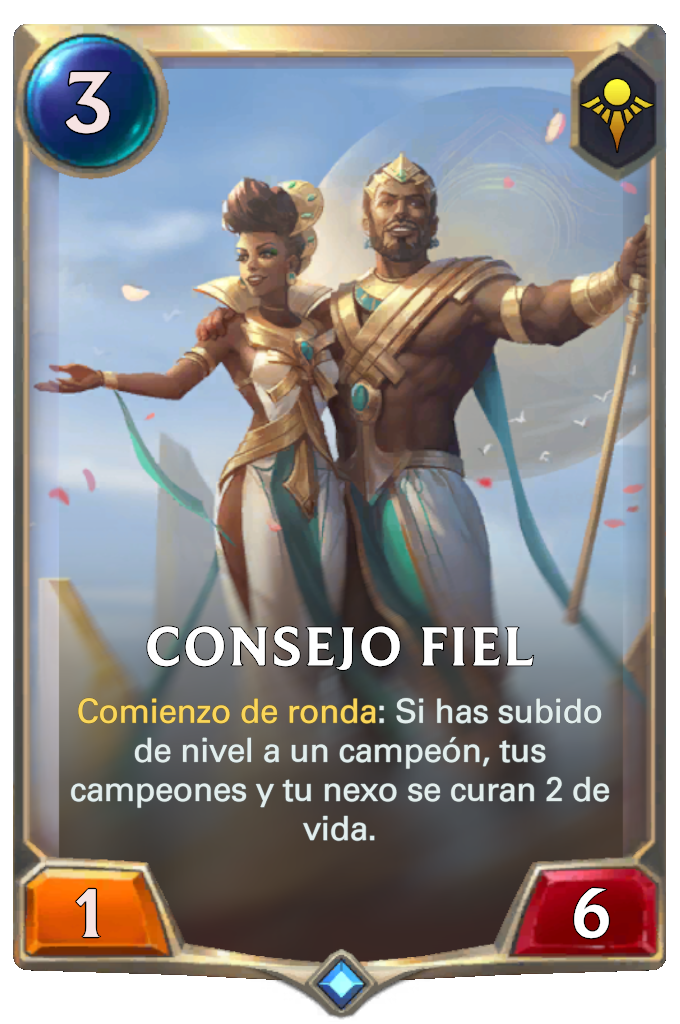 3
CONSEJO FIEL
Comienzo de ronda: Si has subido
de nivel a un campeón, tus
campeones y tu nexo se curan 2 de
vida.
1
6